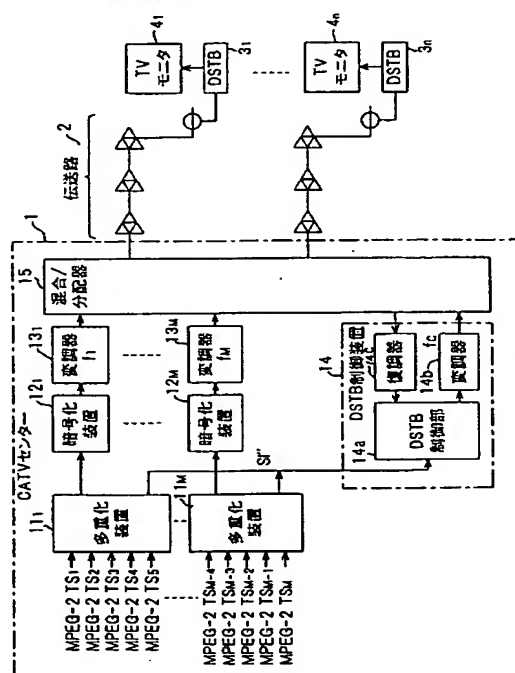 CATVセンター
1
MPEG-2 TS1
MPEG-2 TS2
MPEG-2 TS3
MPEG-2 TS4
MPEG-2 TS5
111
多重化
装置
MPEG-2 TSM-4
MPEG-2 TSM-3
MPEG-2 TSM-2
MPEG-2 TSM-1
MPEG-2 TSM
11M
多重化
装置
SI"
121
暗号化
装置
12M
暗号化
装置
131
変調器
f1
13M
変調器
fM
15
混合/
分配器
14
DSTB制御装置
14a
DSTB
制御部
14c
復調器
14b
変調器
fc
伝送路
2
41
TV
モニタ
DSTB
31
4n
TV
モニタ
DSTB
3n